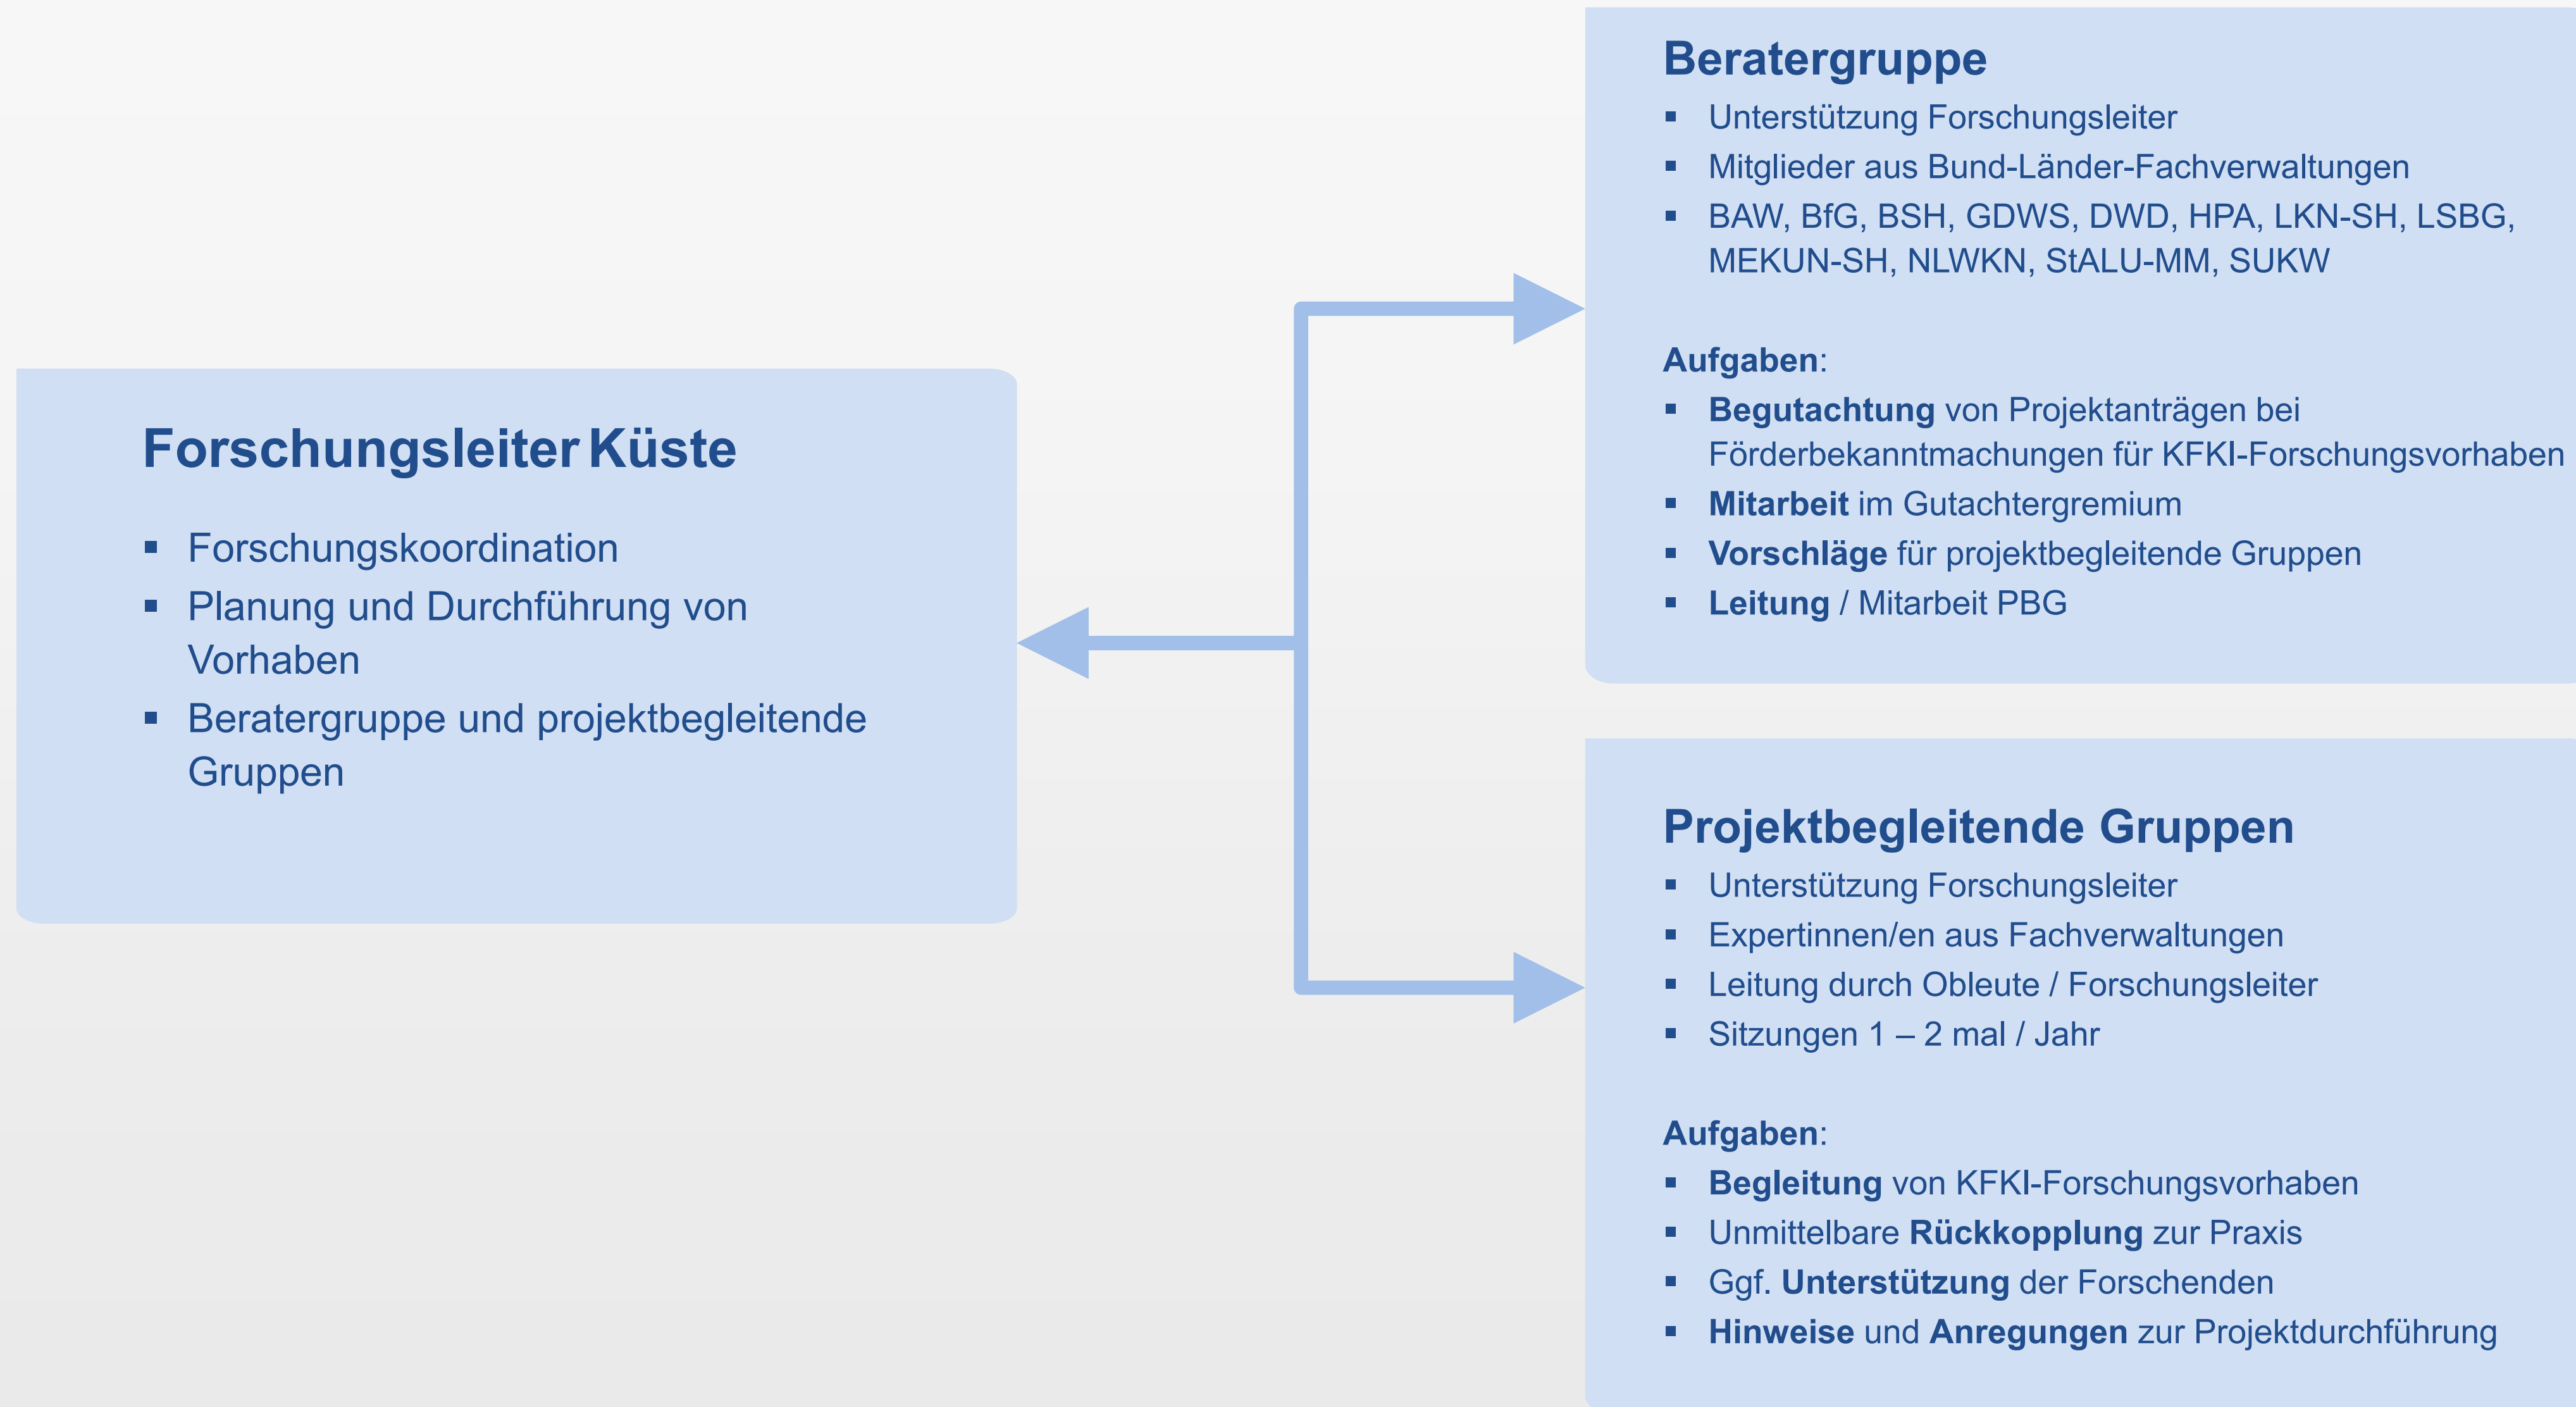 Forschungsleiter Küste
▪ Forschungskoordination
▪ Planung und Durchführung von
Vorhaben
▪ Beratergruppe und projektbegleitende
Gruppen
Beratergruppe
▪ Unterstützung Forschungsleiter
▪ Mitglieder aus Bund-Länder-Fachverwaltungen
▪ BAW, BfG, BSH, GDWS, DWD, HPA, LKN-SH, LSBG,
MEKUN-SH, NLWKN, StALU-MM, SUKW
Aufgaben:
▪ Begutachtung von Projektanträgen bei
Förderbekanntmachungen für KFKI-Forschungsvorhaben
▪ Mitarbeit im Gutachtergremium
▪ Vorschläge für projektbegleitende Gruppen
▪ Leitung / Mitarbeit PBG
Projektbegleitende Gruppen
▪ Unterstützung Forschungsleiter
▪ Expertinnen/en aus Fachverwaltungen
▪ Leitung durch Obleute / Forschungsleiter
▪ Sitzungen 1 – 2 mal / Jahr
Aufgaben:
▪ Begleitung von KFKI-Forschungsvorhaben
▪ Unmittelbare Rückkopplung zur Praxis
▪ Ggf. Unterstützung der Forschenden
▪ Hinweise und Anregungen zur Projektdurchführung